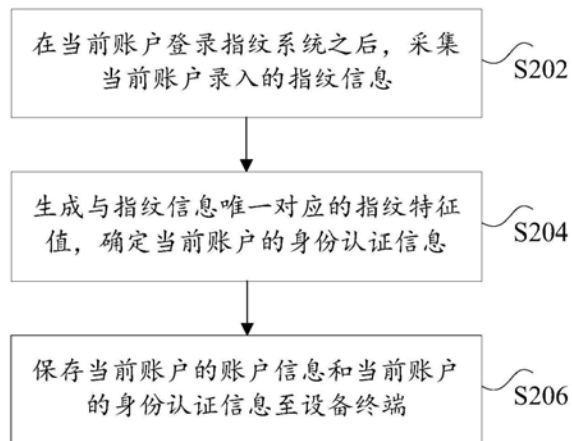 在当前账户登录指纹系统之后，采集
当前账户录入的指纹信息
S202
生成与指纹信息唯一对应的指纹特征
值，确定当前账户的身份认证信息
S204
保存当前账户的账户信息和当前账户
的身份认证信息至设备终端
S206